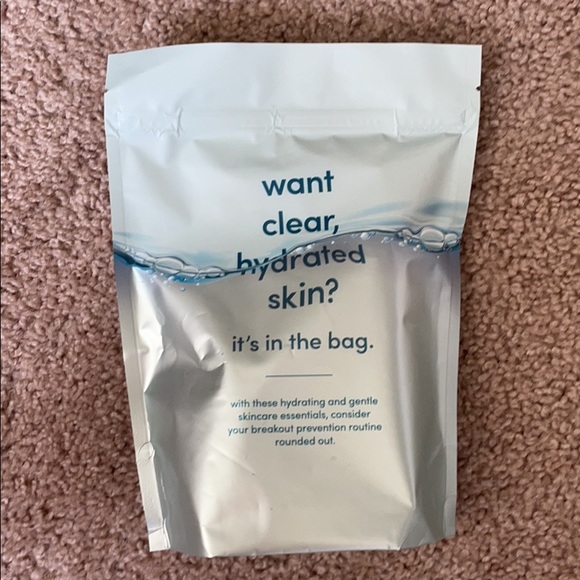 want
clear,
hydrated
skin?
it's in the bag.
with these hydrating and gentle
skincare essentials, consider
your breakout prevention routine
rounded out.